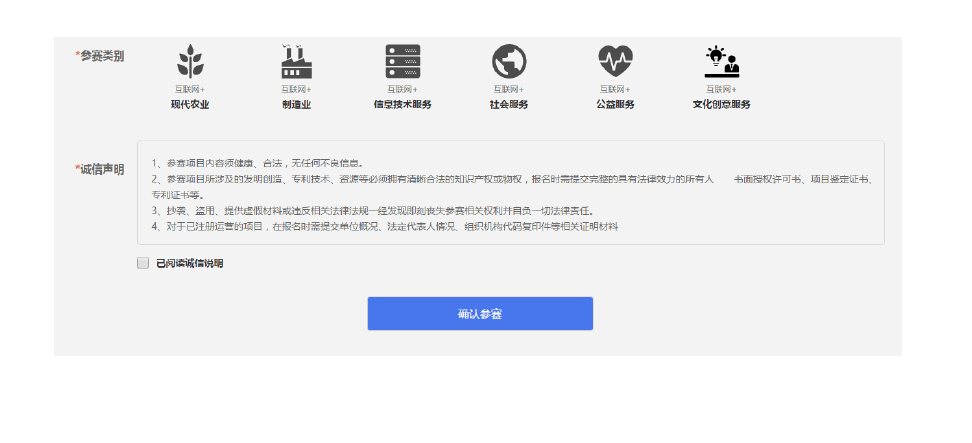 *参赛类别
互联网+ 互联网+ 互联网+ 互联网+ 互联网+ 互联网+
现代农业 制造业 信息技术服务 社会服务 公益服务 文化创意服务
*诚信声明
1、参赛项目内容须健康、合法，无任何不良信息。
2、参赛项目所涉及的发明创造、专利技术、资源等必须拥有清晰合法的知识产权或物权，报名时需提交完整的具有法律效力的所有人 书面授权许可书、项目鉴定证书、
专利证书等。
3、抄袭、盗用、提供虚假材料或违反相关法律法规一经发现即刻丧失参赛相关权利并自负一切法律责任。
4、对于已注册运营的项目，在报名时需提交单位概况、法定代表人情况、组织机构代码复印件等相关证明材料
已阅读诚信说明
确认参赛